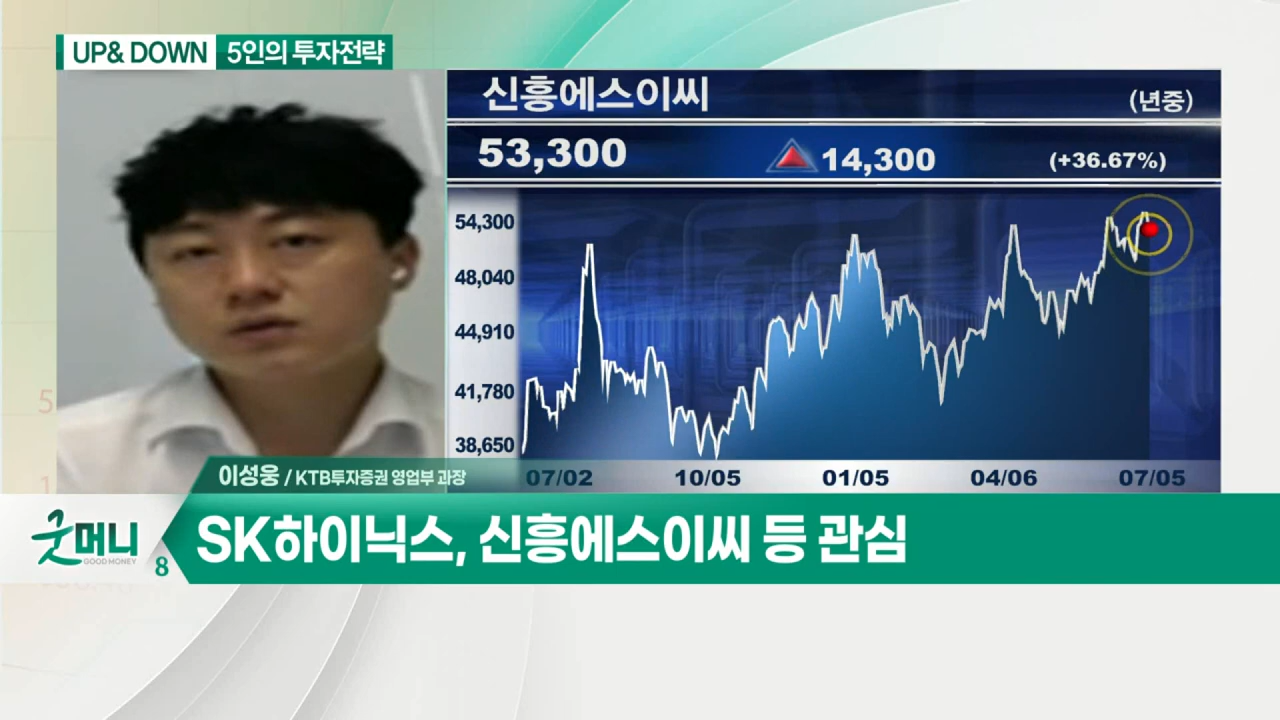 UP& DOWN 5인의 투자전략
신흥에스이씨 (년중)
53,300 ▲ 14,300 (+36.67%)
54,300
48,040
44,910
41,780
38,650
07/02 10/05 01/05 04/06 07/05
이성웅 / KTB투자증권 영업부 과장
굿머니
GOOD MONEY
8
SK하이닉스, 신흥에스이씨 등 관심
5
1